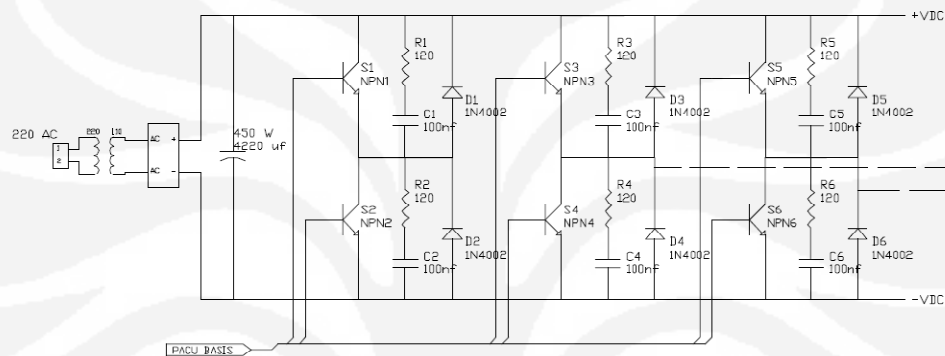 +VDC
R1
120
R3
120
R5
120
S1
NPN1
S3
NPN3
S5
NPN5
D1
1N4002
D3
1N4002
D5
1N4002
C1
100nf
C3
100nf
C5
100nf
220 AC
1
2
220
110
AC
+
AC
-
450 W
4220 uf
R2
120
R4
120
R6
120
S2
NPN2
S4
NPN4
S6
NPN6
D2
1N4002
D4
1N4002
D6
1N4002
C2
100nf
C4
100nf
C6
100nf
-VDC
PACU BASIS